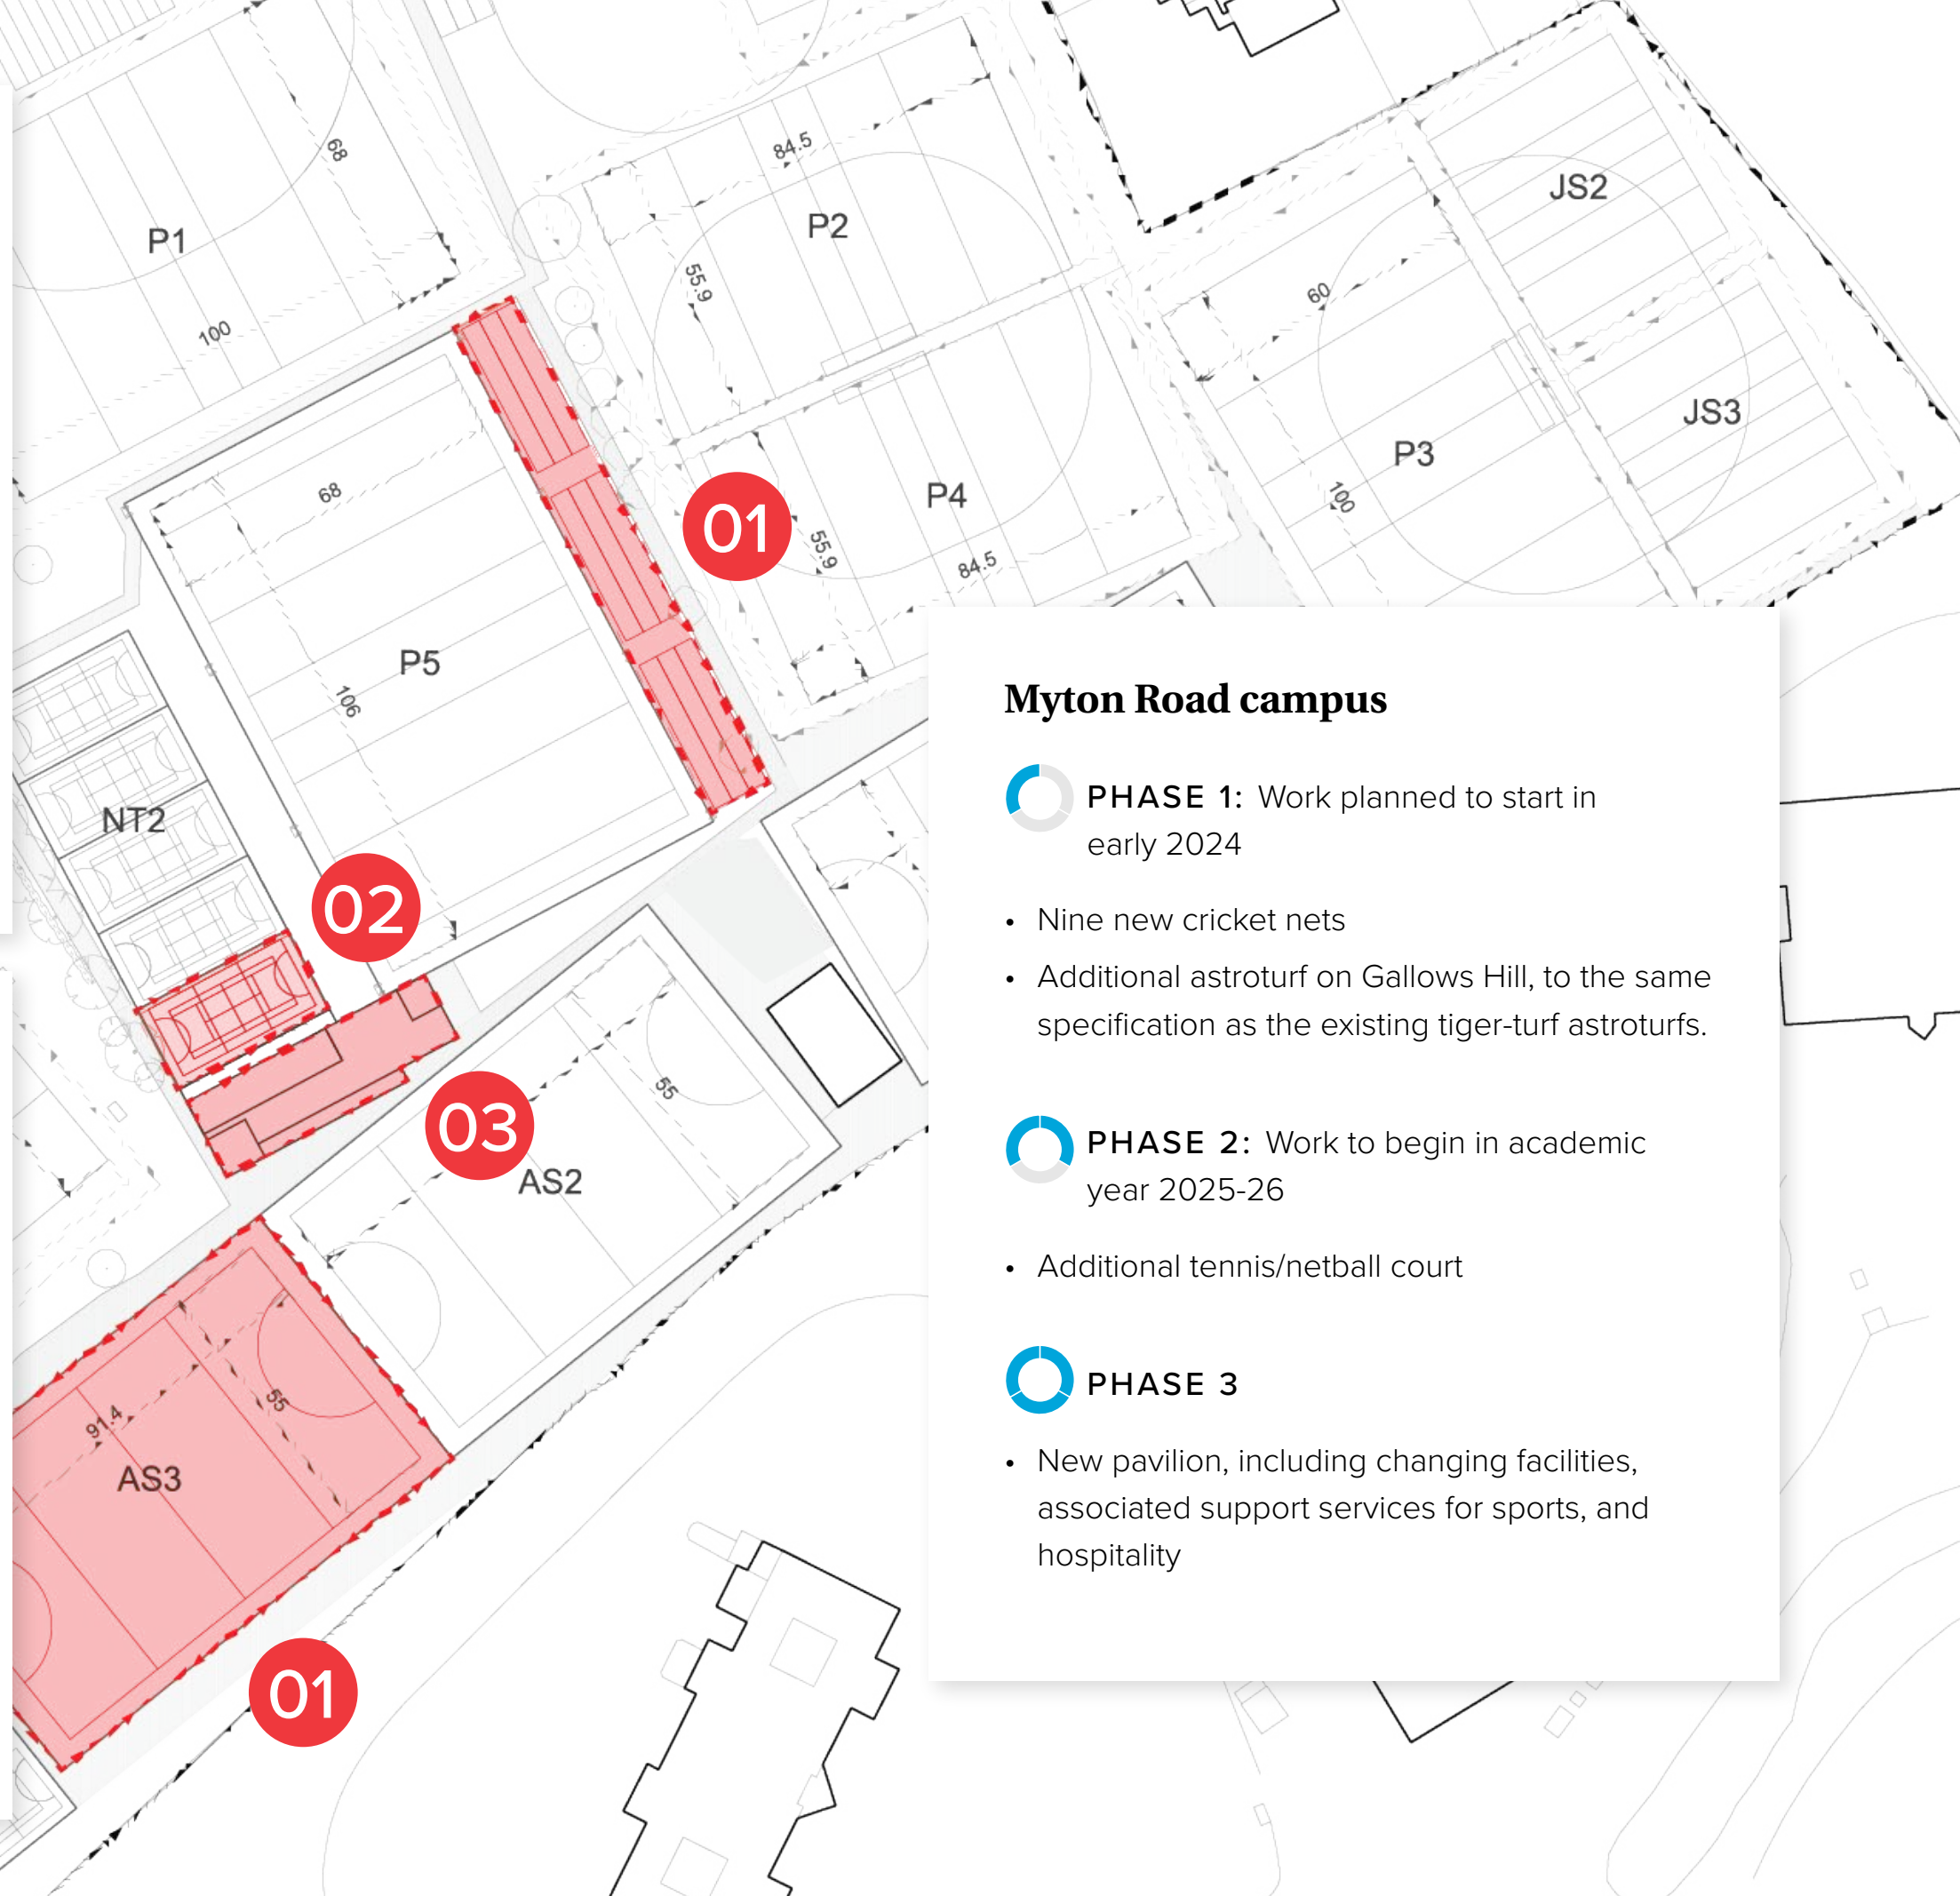 P1
68
100
P2
84.5
55.9
JS2
60
JS3
P3
100
P4
55.9
84.5
01
68
P5
106
NT2
02
03
AS2
55
AS3
91.4
55
01
Myton Road campus
PHASE 1: Work planned to start in
early 2024
• Nine new cricket nets
• Additional astroturf on Gallows Hill, to the same
specification as the existing tiger-turf astroturfs.
PHASE 2: Work to begin in academic
year 2025-26
• Additional tennis/netball court
PHASE 3
• New pavilion, including changing facilities,
associated support services for sports, and
hospitality